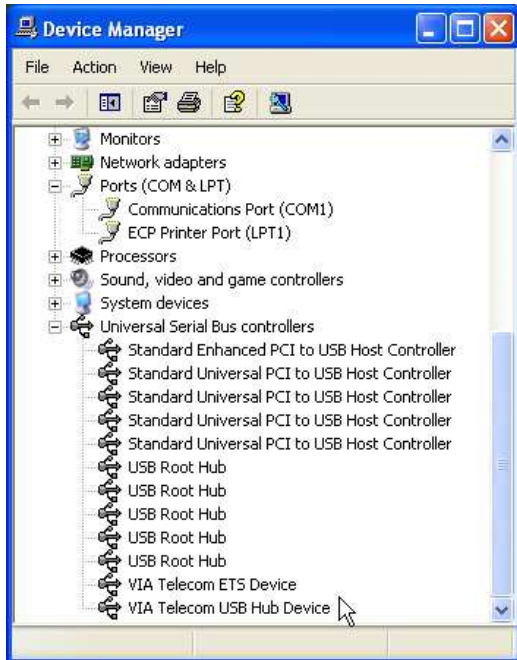 Device Manager
File Action View Help
Monitors
Network adapters
Ports (COM & LPT)
Communications Port (COM1)
ECP Printer Port (LPT1)
Processors
Sound, video and game controllers
System devices
Universal Serial Bus controllers
Standard Enhanced PCI to USB Host Controller
Standard Universal PCI to USB Host Controller
Standard Universal PCI to USB Host Controller
Standard Universal PCI to USB Host Controller
Standard Universal PCI to USB Host Controller
USB Root Hub
USB Root Hub
USB Root Hub
USB Root Hub
USB Root Hub
VIA Telecom ETS Device
VIA Telecom USB Hub Device